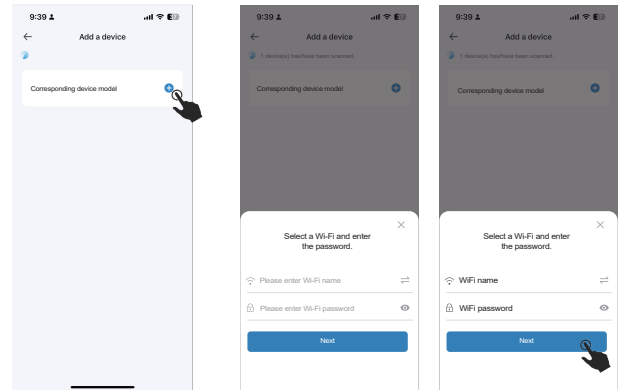 9:39
Add a device
Corresponding device model
9:39
Add a device
1 device(s) has/have been scanned.
Corresponding device model
Select a Wi-Fi and enter
the password.
Please enter Wi-Fi name
Please enter Wi-Fi password
Next
9:39
Add a device
1 device(s) has/have been scanned.
Corresponding device model
Select a Wi-Fi and enter
the password.
WiFi name
WiFi password
Next